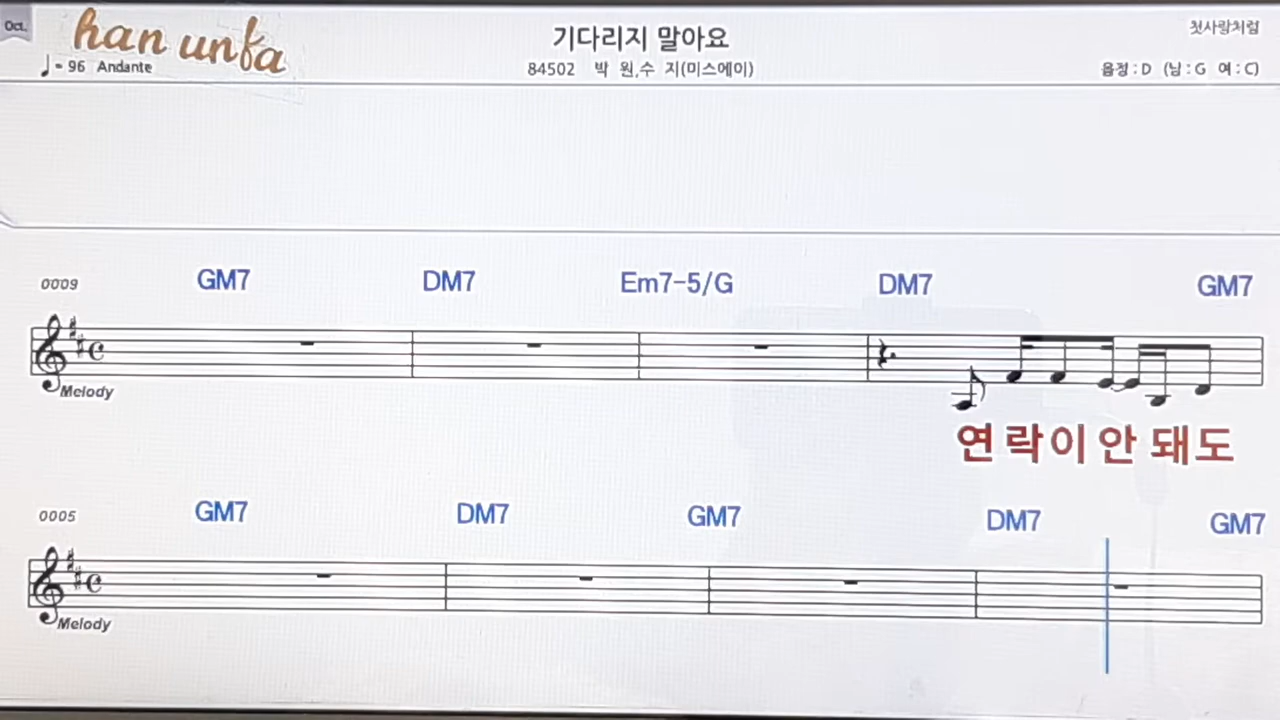 Oct.
han unfa
기다리지 말아요
첫사랑처럼
♩= 96 Andante
84502 박 원,수 지(미스에이)
음정 : D (남 : G 여 : C)
0009 GM7 DM7 Em7-5/G DM7 GM7
Melody
연 락 이 안 돼 도
0005 GM7 DM7 GM7 DM7 GM7
Melody